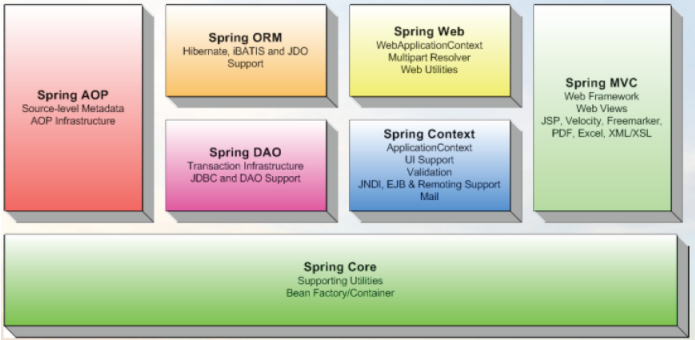 Spring AOP
Source-level Metadata
AOP Infrastructure
Spring ORM
Hibernate, iBATIS and JDO
Support
Spring DAO
Transaction Infrastructure
JDBC and DAO Support
Spring Web
WebApplicationContext
Multipart Resolver
Web Utilities
Spring Context
ApplicationContext
UI Support
Validation
JNDI, EJB & Remoting Support
Mail
Spring MVC
Web Framework
Web Views
JSP, Velocity, Freemarker,
PDF, Excel, XML/XSL
Spring Core
Supporting Utilities
Bean Factory/Container